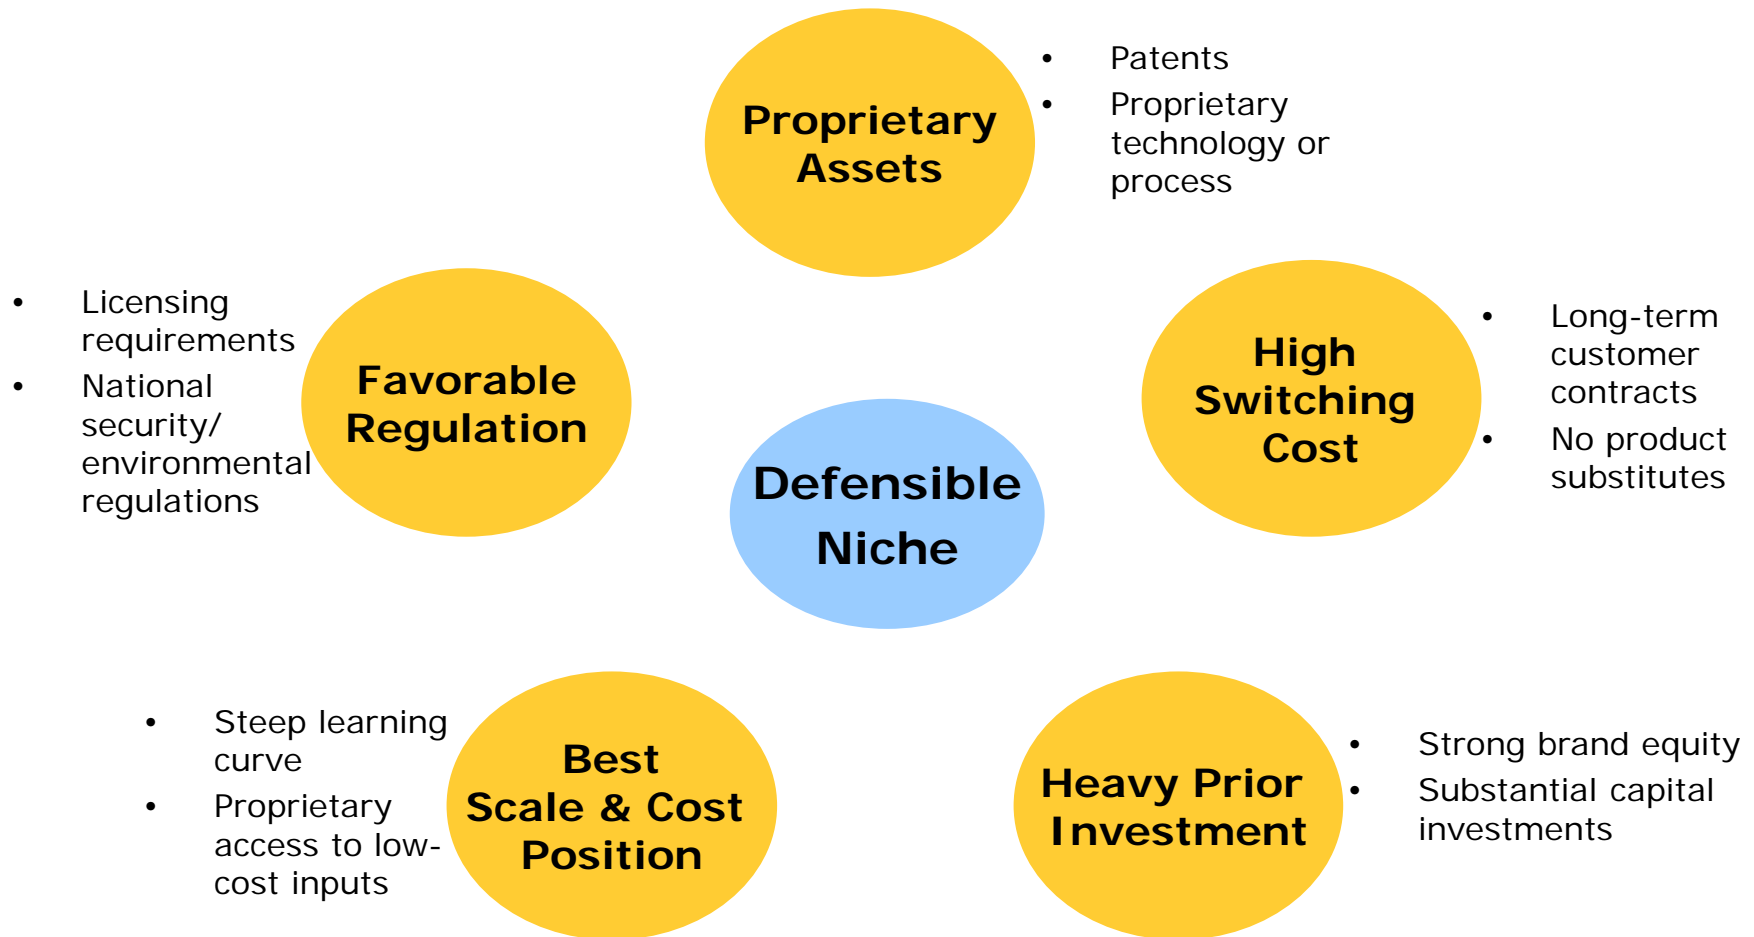 Proprietary
Assets
• Patents
• Proprietary
technology or
process
• Licensing
requirements
• National
security/
environmental
regulations
Favorable
Regulation
High
Switching
Cost
• Long-term
customer
contracts
• No product
substitutes
Defensible
Niche
• Steep learning
curve
• Proprietary
access to low-
cost inputs
Best
Scale & Cost
Position
Heavy Prior
Investment
• Strong brand equity
• Substantial capital
investments